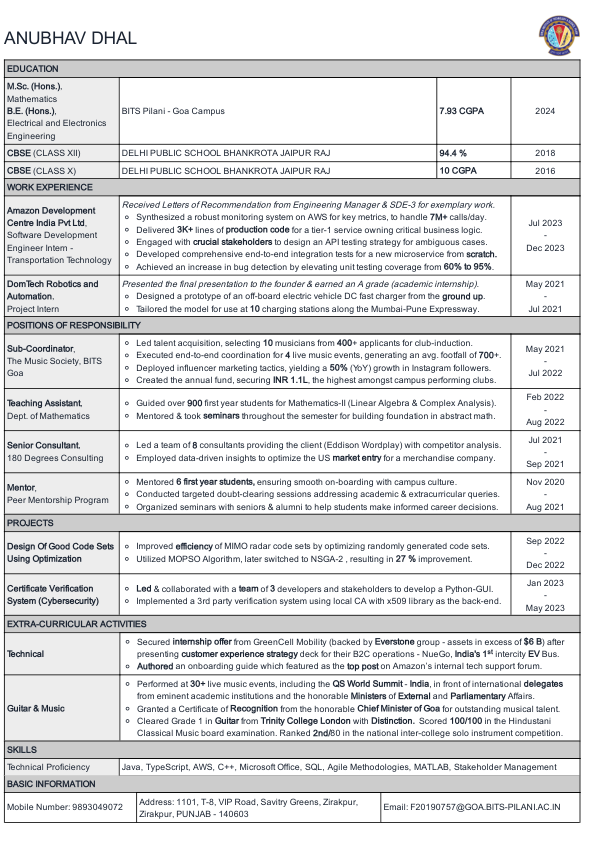 ANUBHAV DHAL
EDUCATION
M.Sc. (Hons.).
Mathematics
B.E. (Hons.),
Electrical and Electronics
Engineering
BITS Pilani - Goa Campus
7.93 CGPA
2024
CBSE (CLASS XII)
DELHI PUBLIC SCHOOL BHANKROTA JAIPUR RAJ
94.4 %
2018
CBSE (CLASS X)
DELHI PUBLIC SCHOOL BHANKROTA JAIPUR RAJ
10 CGPA
2016
WORK EXPERIENCE
Amazon Development
Centre India Pvt Ltd,
Software Development
Engineer Intern -
Transportation Technology
Received Letters of Recommendation from Engineering Manager & SDE-3 for exemplary work.
Synthesized a robust monitoring system on AWS for key metrics, to handle 7M+ calls/day.
Delivered 3K+ lines of production code for a tier-1 service owning critical business logic.
Engaged with crucial stakeholders to design an API testing strategy for ambiguous cases.
Developed comprehensive end-to-end integration tests for a new microservice from scratch.
Achieved an increase in bug detection by elevating unit testing coverage from 60% to 95%.
Jul 2023
-
Dec 2023
DomTech Robotics and
Automation.
Project Intern
Presented the final presentation to the founder & earned an A grade (academic internship).
Designed a prototype of an off-board electric vehicle DC fast charger from the ground up.
Tailored the model for use at 10 charging stations along the Mumbai-Pune Expressway.
May 2021
-
Jul 2021
POSITIONS OF RESPONSIBILITY
Sub-Coordinator,
The Music Society, BITS
Goa
Led talent acquisition, selecting 10 musicians from 400+ applicants for club-induction.
Executed end-to-end coordination for 4 live music events, generating an avg. footfall of 700+.
Deployed influencer marketing tactics, yielding a 50% (YoY) growth in Instagram followers.
Created the annual fund, securing INR 1.1L, the highest amongst campus performing clubs.
May 2021
-
Jul 2022
Teaching Assistant.
Dept. of Mathematics
Guided over 900 first year students for Mathematics-II (Linear Algebra & Complex Analysis).
Mentored & took seminars throughout the semester for building foundation in abstract math.
Feb 2022
-
Aug 2022
Senior Consultant.
180 Degrees Consulting
Led a team of 8 consultants providing the client (Eddison Wordplay) with competitor analysis.
Employed data-driven insights to optimize the US market entry for a merchandise company.
Jul 2021
-
Sep 2021
Mentor,
Peer Mentorship Program
Mentored 6 first year students, ensuring smooth on-boarding with campus culture.
Conducted targeted doubt-clearing sessions addressing academic & extracurricular queries.
Organized seminars with seniors & alumni to help students make informed career decisions.
Nov 2020
-
Aug 2021
PROJECTS
Design Of Good Code Sets
Using Optimization
Improved efficiency of MIMO radar code sets by optimizing randomly generated code sets.
Utilized MOPSO Algorithm, later switched to NSGA-2 , resulting in 27 % improvement.
Sep 2022
-
Dec 2022
Certificate Verification
System (Cybersecurity)
Led & collaborated with a team of 3 developers and stakeholders to develop a Python-GUI.
Implemented a 3rd party verification system using local CA with x509 library as the back-end.
Jan 2023
-
May 2023
EXTRA-CURRICULAR ACTIVITIES
Technical
Secured internship offer from GreenCell Mobility (backed by Everstone group - assets in excess of $6 B) after
presenting customer experience strategy deck for their B2C operations - NueGo, India's 1st intercity EV Bus.
Authored an onboarding guide which featured as the top post on Amazon's internal tech support forum.
Guitar & Music
Performed at 30+ live music events, including the QS World Summit - India, in front of international delegates
from eminent academic institutions and the honorable Ministers of External and Parliamentary Affairs.
Granted a Certificate of Recognition from the honorable Chief Minister of Goa for outstanding musical talent.
Cleared Grade 1 in Guitar from Trinity College London with Distinction. Scored 100/100 in the Hindustani
Classical Music board examination. Ranked 2nd/80 in the national inter-college solo instrument competition.
SKILLS
Technical Proficiency
Java, TypeScript, AWS, C++, Microsoft Office, SQL, Agile Methodologies, MATLAB, Stakeholder Management
BASIC INFORMATION
Mobile Number: 9893049072
Address: 1101, T-8, VIP Road, Savitry Greens, Zirakpur,
Zirakpur, PUNJAB - 140603
Email: F20190757@GOA.BITS-PILANI.AC.IN